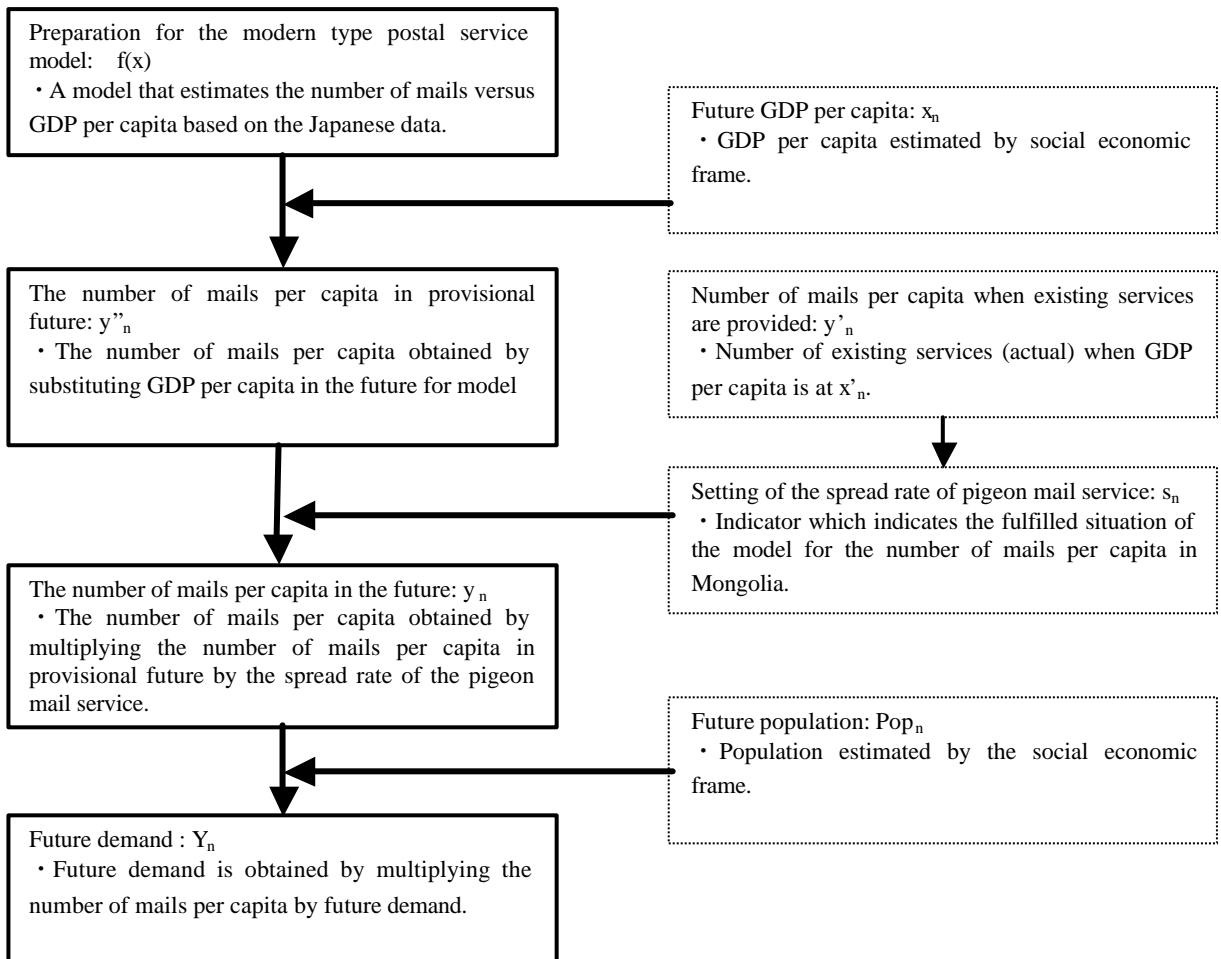 Preparation for the modern type postal service
model: f(x)
・A model that estimates the number of mails versus
GDP per capita based on the Japanese data.
Future GDP per capita: xn
・GDP per capita estimated by social economic
frame.
The number of mails per capita in provisional
future: y”n
・The number of mails per capita obtained by
substituting GDP per capita in the future for model
Number of mails per capita when existing services
are provided: y’n
・Number of existing services (actual) when GDP
per capita is at x’n.
Setting of the spread rate of pigeon mail service: sn
・Indicator which indicates the fulfilled situation of
the model for the number of mails per capita in
Mongolia.
The number of mails per capita in the future: yn
・The number of mails per capita obtained by
multiplying the number of mails per capita in
provisional future by the spread rate of the pigeon
mail service.
Future population: Popn
・Population estimated by the social economic
frame.
Future demand : Yn
・Future demand is obtained by multiplying the
number of mails per capita by future demand.